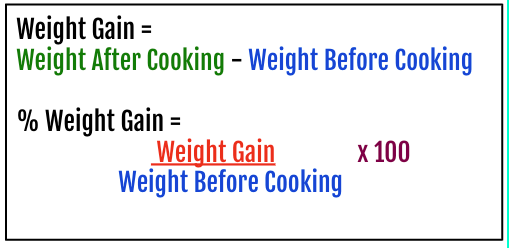 Weight Gain =
Weight After Cooking - Weight Before Cooking
% Weight Gain =
Weight Gain x 100
Weight Before Cooking